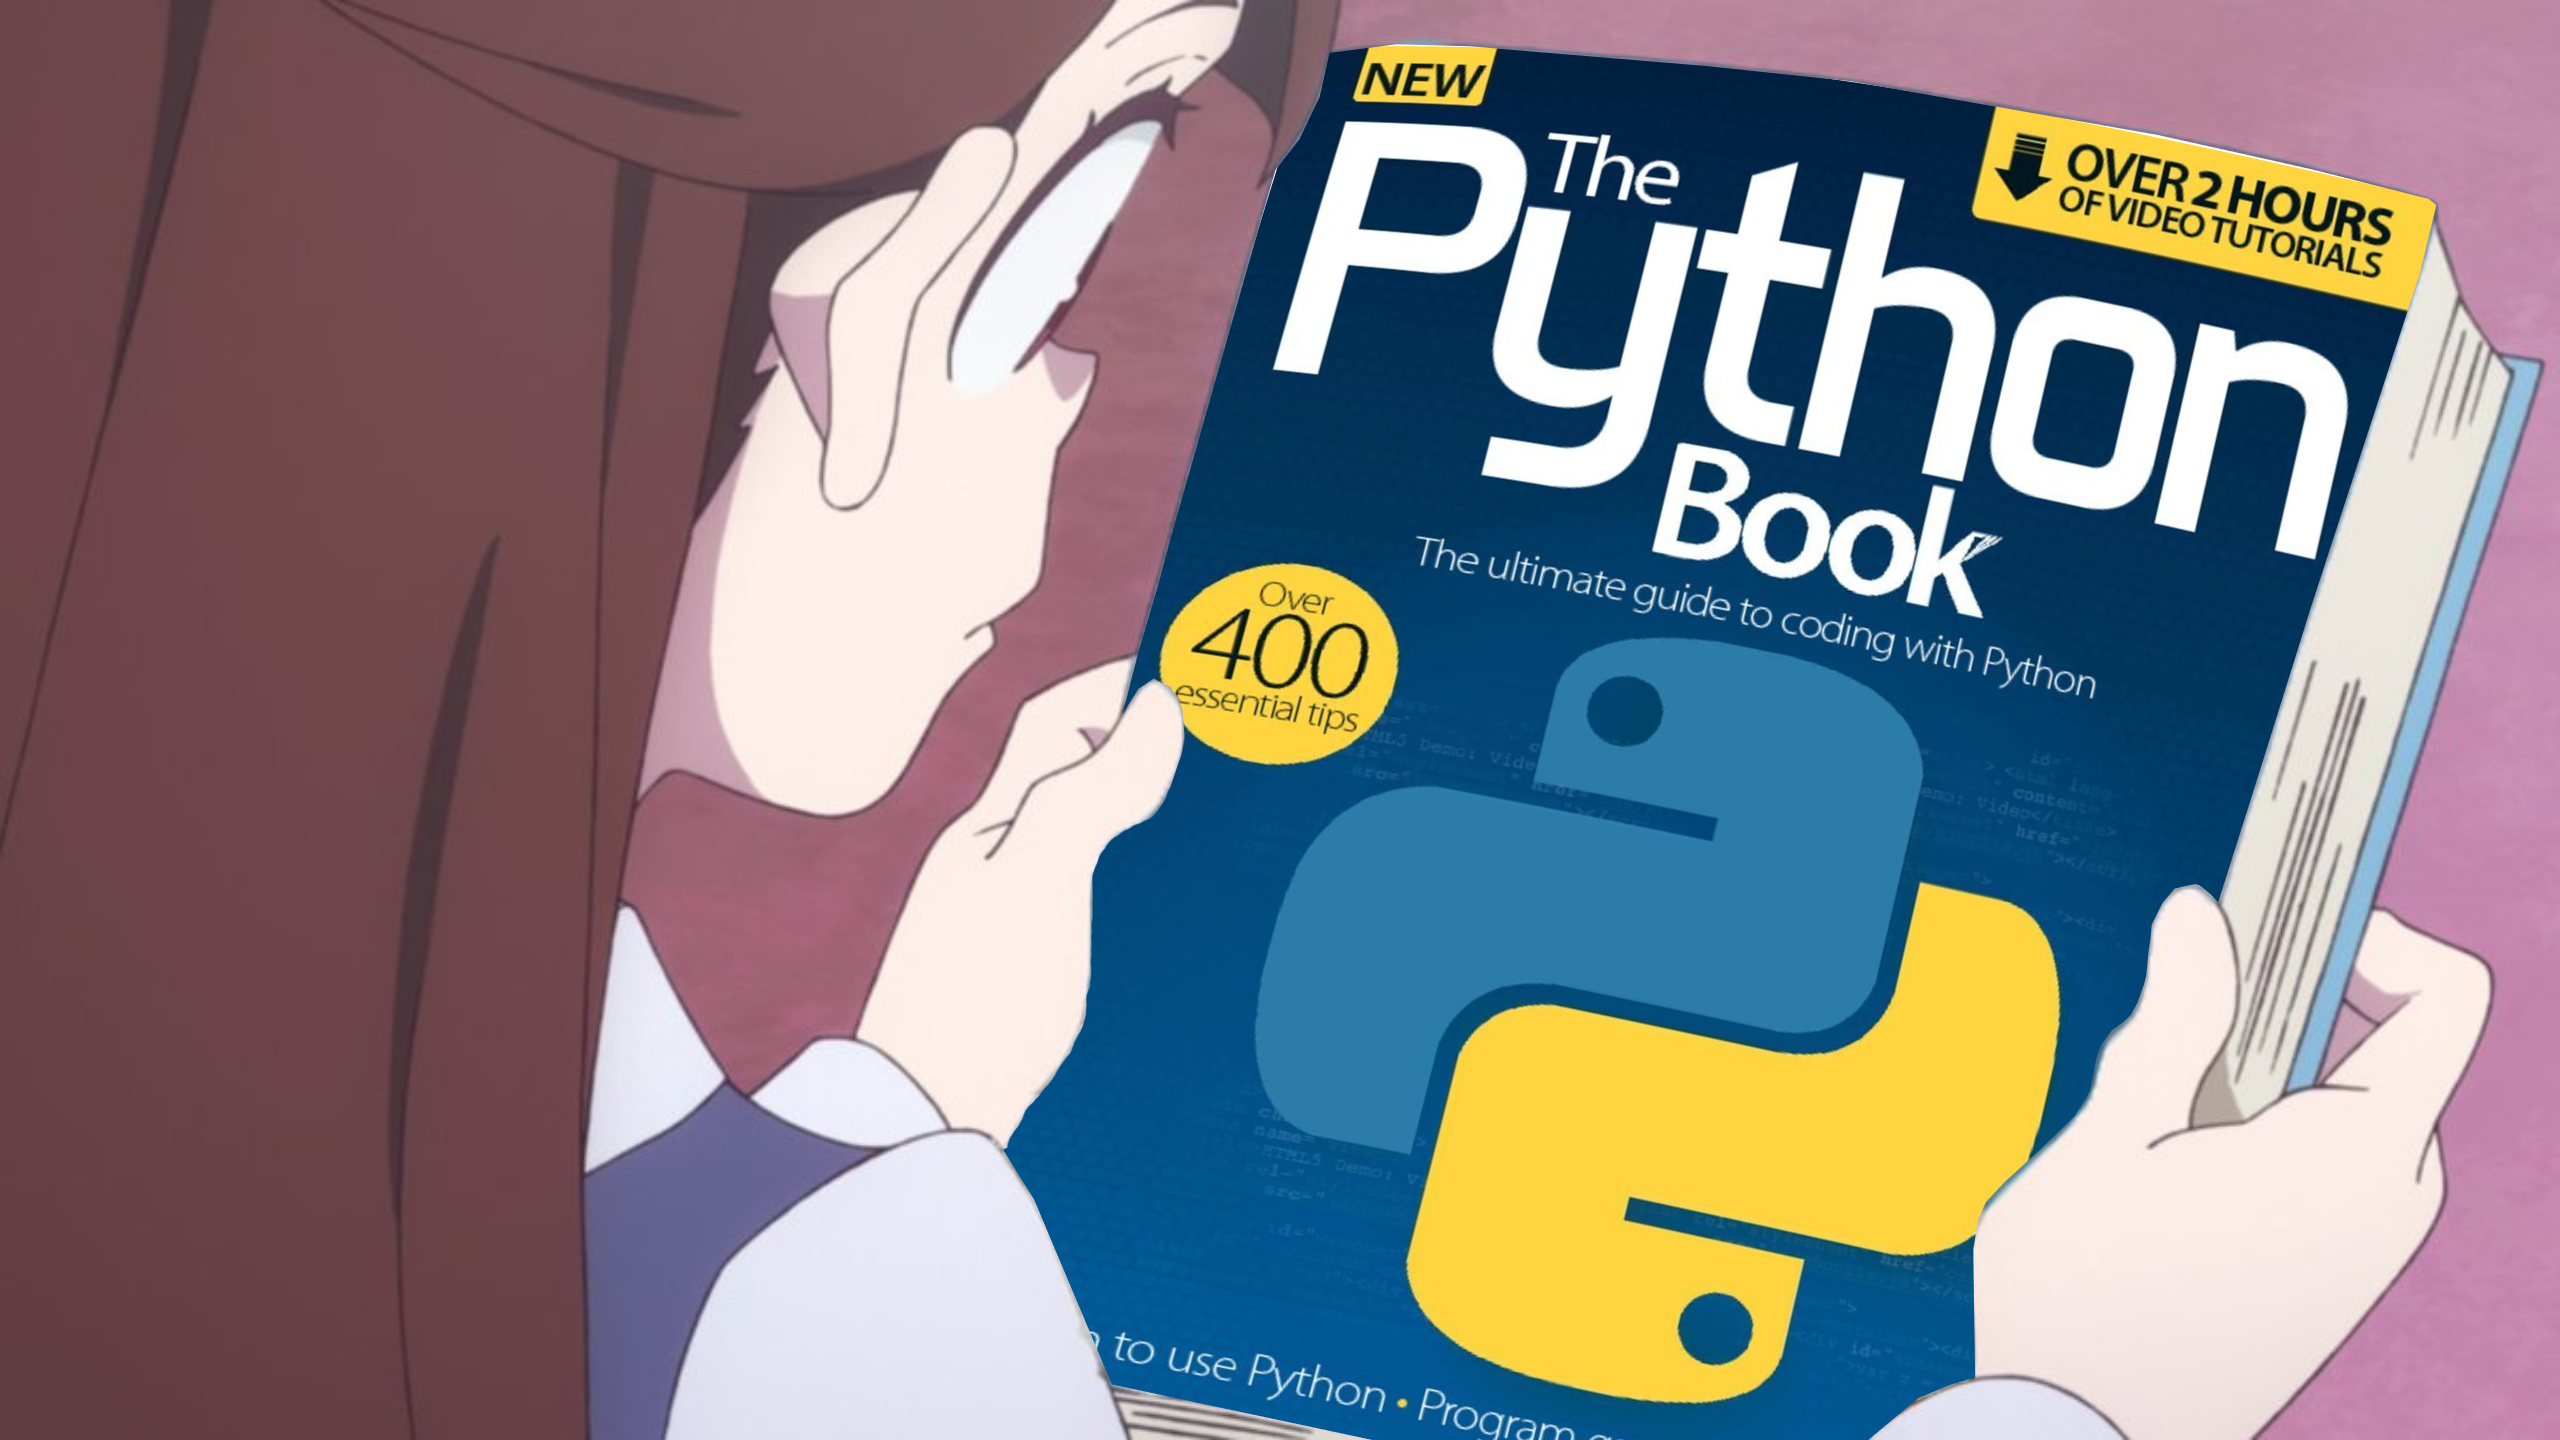 NEW
The
Python
Book
OVER 2 HOURS
OF VIDEO TUTORIALS
The ultimate guide to coding with Python
Over
400
essential tips
to use Python • Program